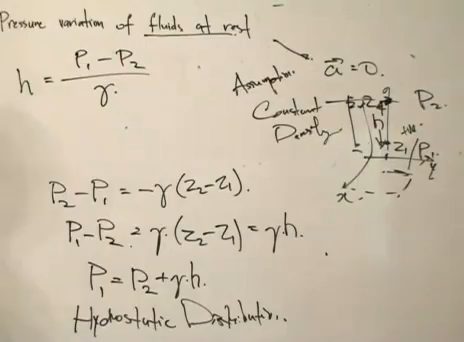 Pressure variation of fluids at rest
h = (P₁ - P₂) / γ.
Assumption.
a⃗ = 0.
Constant
Density
P₂.
h
z₁
P₁
x
P₂-P₁ = -γ (z₂-z₁).
P₁-P₂ = γ.(z₂-z₁) = γh.
P₁ = P₂ + γ.h.
Hydrostatic Distribution..